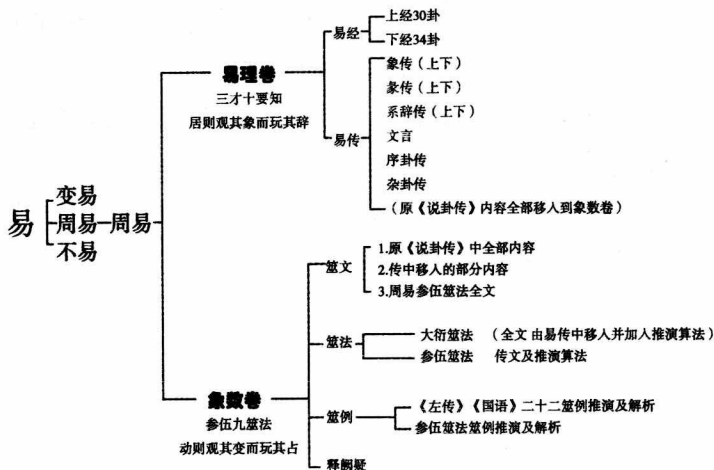 易
变易
周易
不易
周易
易理卷
三才十要知
居则观其象而玩其辞
易经
上经30卦
下经34卦
易传
象传（上下）
彖传（上下）
系辞传（上下）
文言
序卦传
杂卦传
（原《说卦传》内容全部移人到象数卷）
象数卷
参伍九筮法
动则观其变而玩其占
筮文
1.原《说卦传》中全部内容
2.传中移人的部分内容
3.周易参伍筮法全文
筮法
大衍筮法 （全文 由易传中移人并加人推演算法）
参伍筮法 传文及推演算法
筮例
《左传》《国语》二十二筮例推演及解析
参伍筮法筮例推演及解析
释阙疑